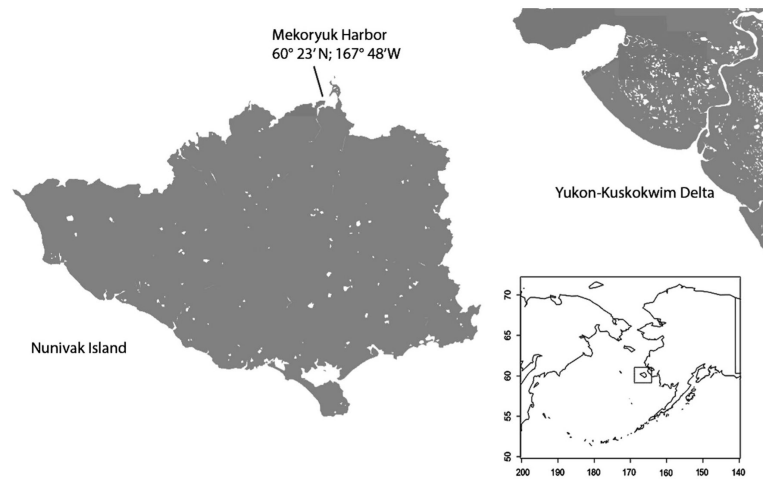 Mekoryuk Harbor
60° 23’ N; 167° 48’W
Yukon-Kuskokwim Delta
Nunivak Island
70
65
60
55
50
200 190 180 170 160 150 140